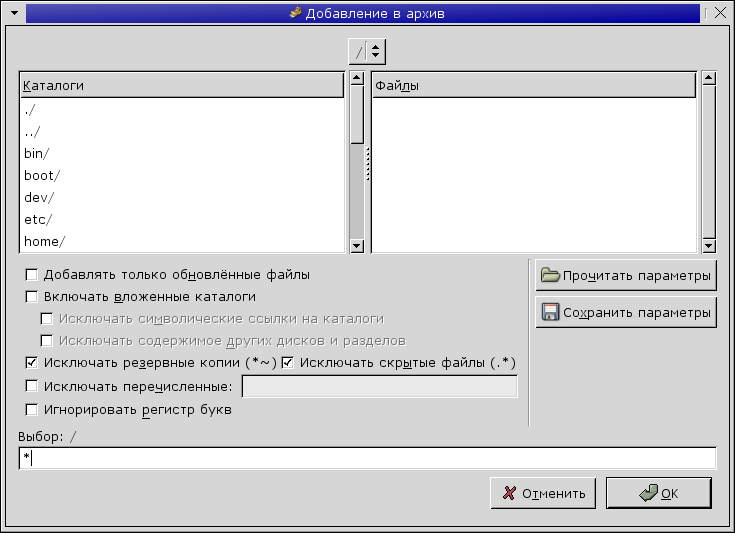 Добавление в архив
/
Каталоги
Файлы
./
../
bin/
boot/
dev/
etc/
home/
Добавлять только обновлённые файлы
Включать вложенные каталоги
Исключать символические ссылки на каталоги
Исключать содержимое других дисков и разделов
Исключать резервные копии (*~) Исключать скрытые файлы (.*)
Исключать перечисленные:
Игнорировать регистр букв
Прочитать параметры
Сохранить параметры
Выбор: /
*
Отменить
OK